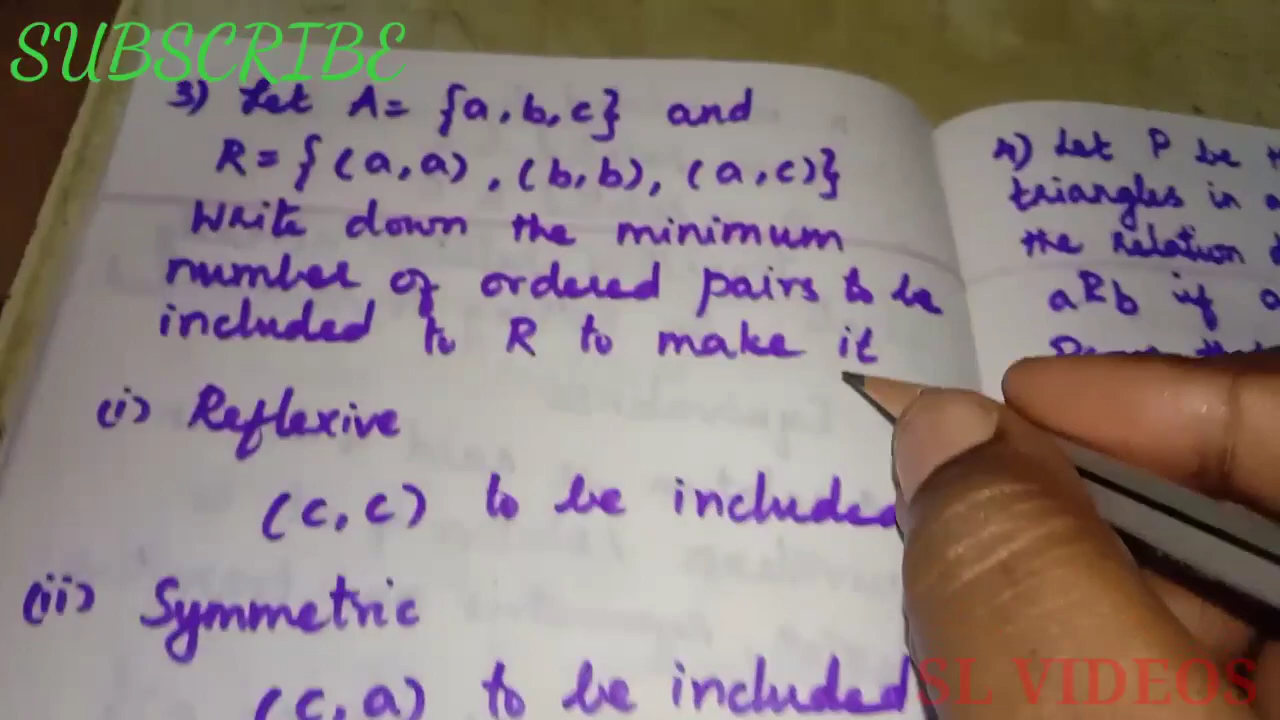 SUBSCRIBE
3) Let A = {a, b, c} and
R = { (a, a), (b, b), (a, c)}
Write down the minimum
number of ordered pairs to be
included to R to make it
(i) Reflexive
(c, c) to be included
(ii) Symmetric
(c, a) to be included
4) Let P be
triangles in
the relation
aRb if
SL VIDEOS